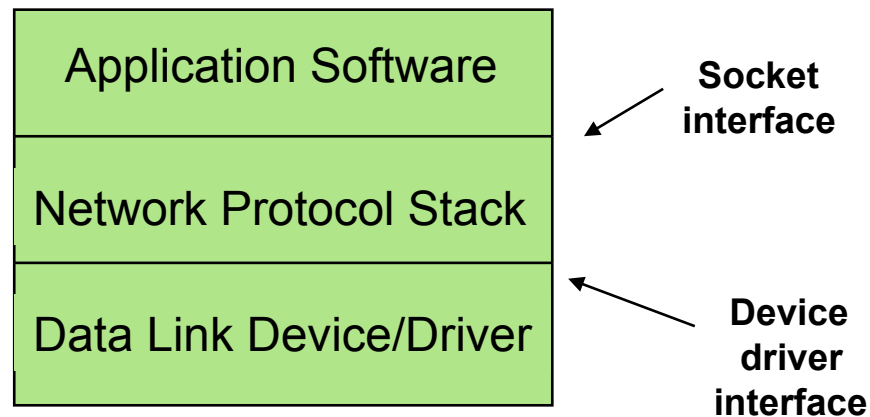 Application Software
Socket
interface
Network Protocol Stack
Data Link Device/Driver
Device
driver
interface